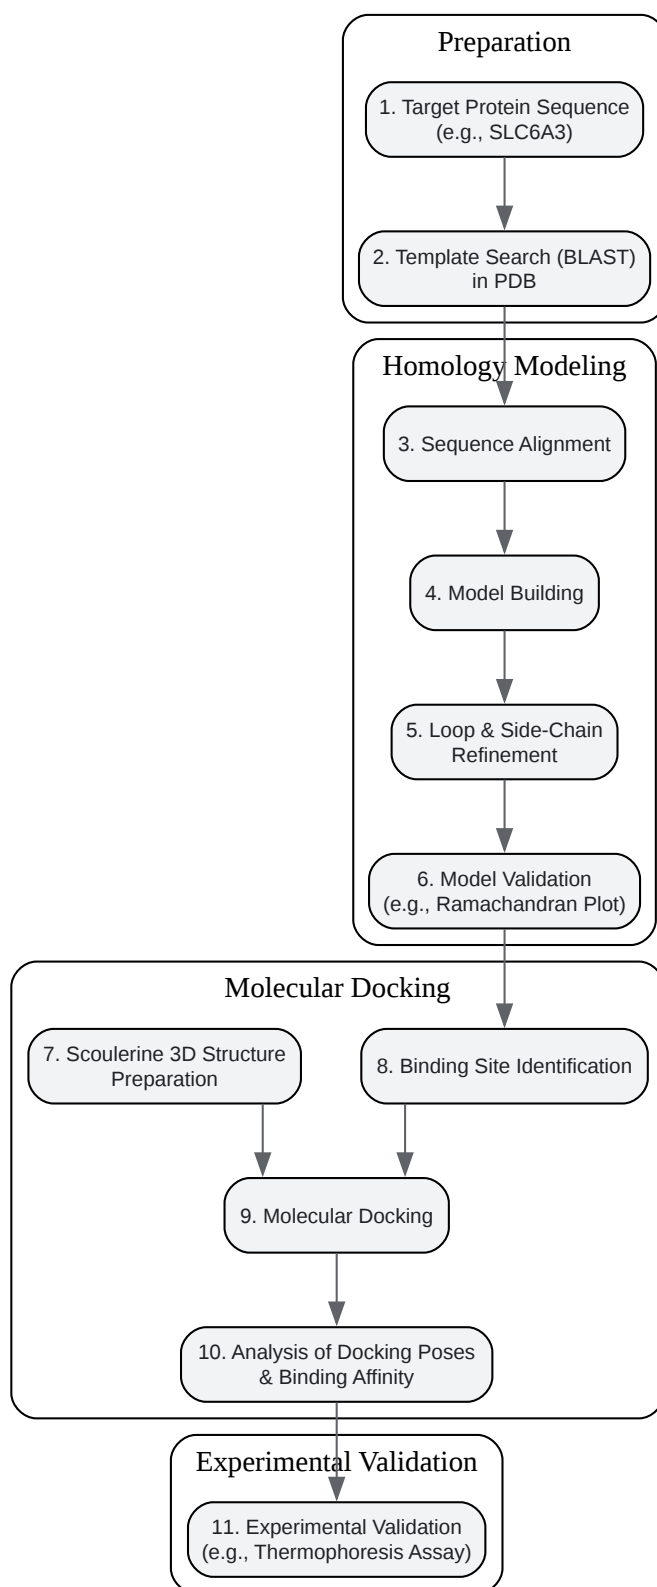 Preparation
1. Target Protein Sequence
(e.g., SLC6A3)
2. Template Search (BLAST)
in PDB
Homology Modeling
3. Sequence Alignment
4. Model Building
5. Loop & Side-Chain
Refinement
6. Model Validation
(e.g., Ramachandran Plot)
Molecular Docking
7. Scoulerine 3D Structure
Preparation
8. Binding Site Identification
9. Molecular Docking
10. Analysis of Docking Poses
& Binding Affinity
Experimental Validation
11. Experimental Validation
(e.g., Thermophoresis Assay)